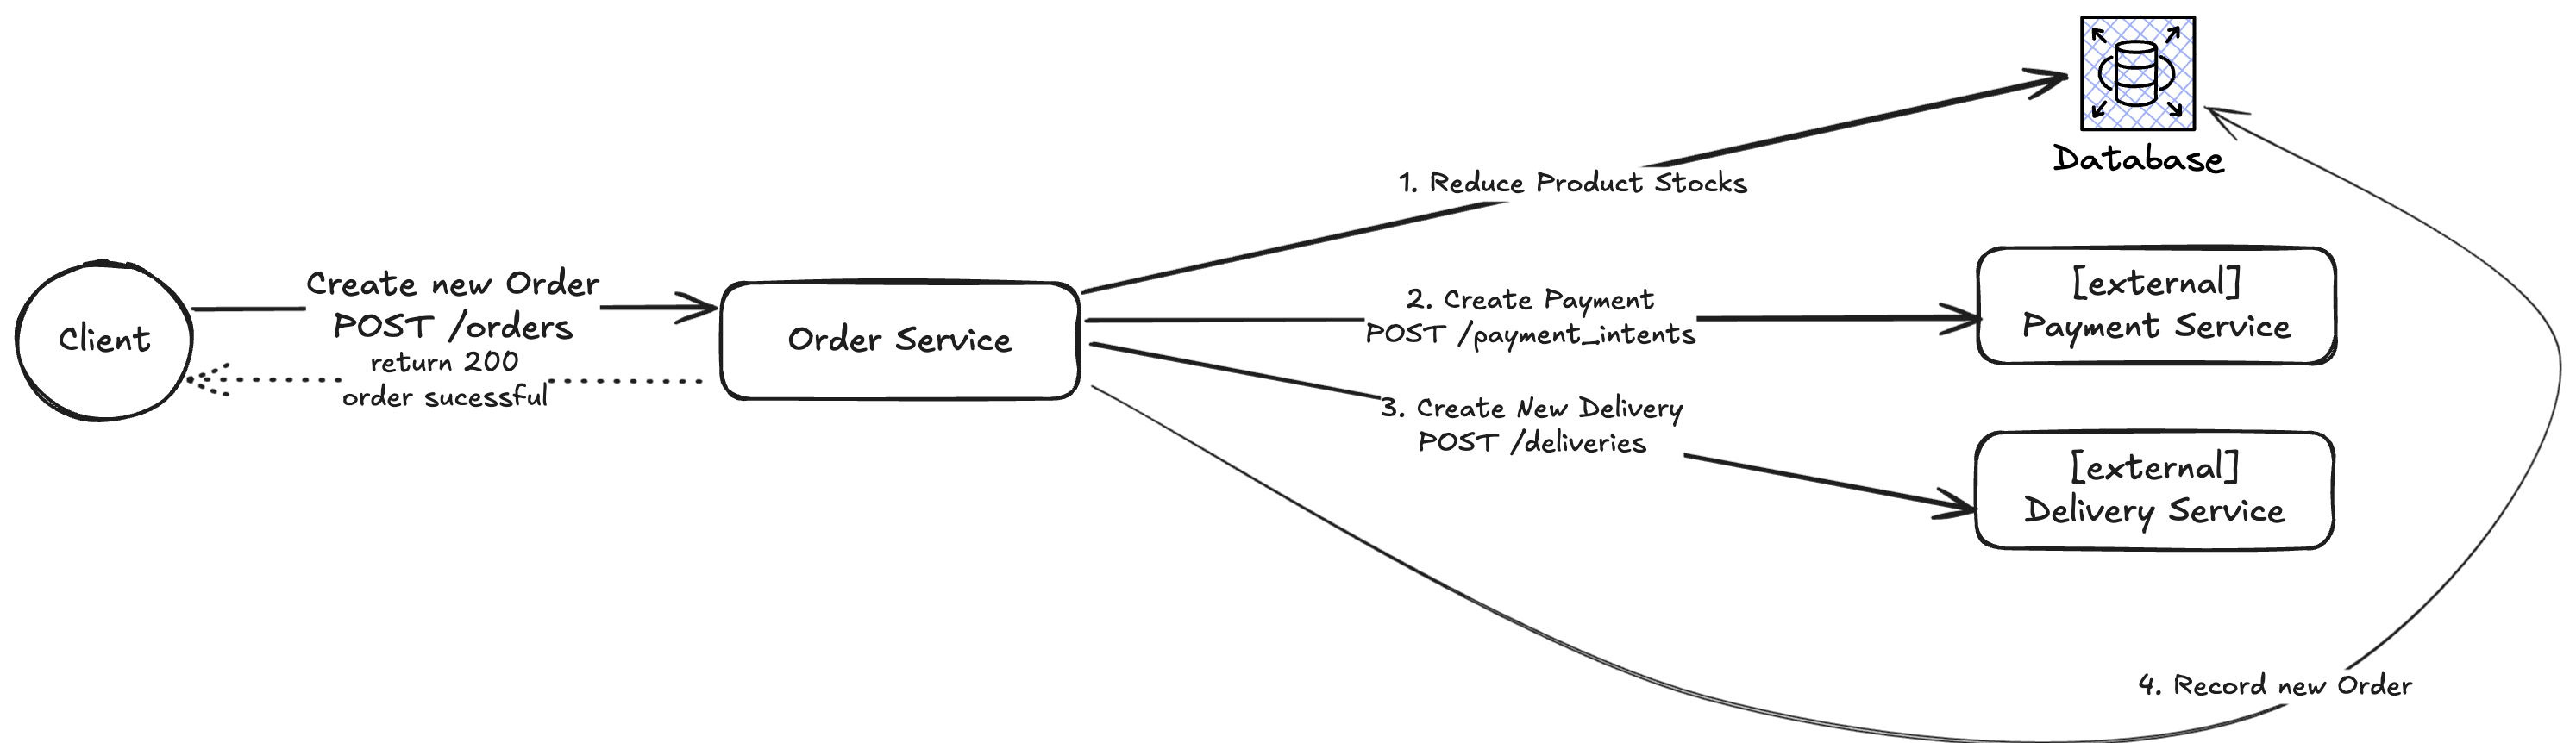 Client
Create new Order
POST /orders
return 200
order sucessful
Order Service
1. Reduce Product Stocks
2. Create Payment
POST /payment_intents
3. Create New Delivery
POST /deliveries
Database
[external]
Payment Service
[external]
Delivery Service
4. Record new Order